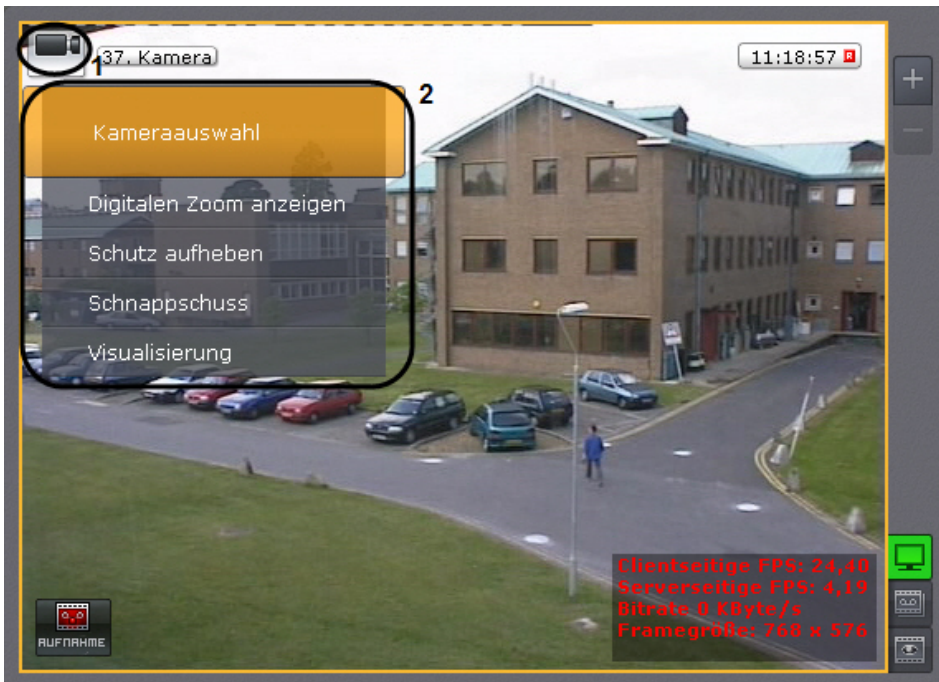 1
37. Kamera
11:18:57 R
2
Kameraauswahl
Digitalen Zoom anzeigen
Schutz aufheben
Schnappschuss
Visualisierung
Clientseitige FPS: 24,40
Serverseitige FPS: 4,19
Bitrate 0 KByte/s
Framegröße: 768 x 576
AUFNAHME